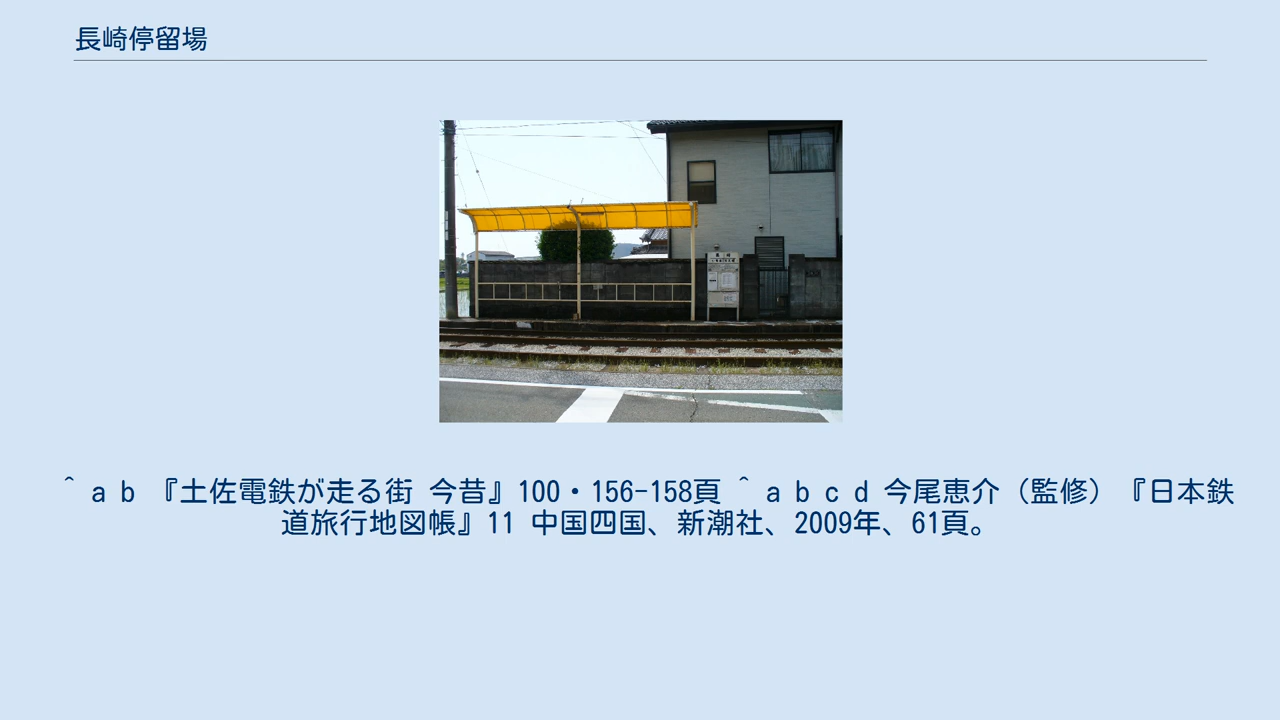 長崎停留場
^ a b 『土佐電鉄が走る街 今昔』100・156-158頁 ^ a b c d 今尾恵介（監修）『日本鉄
道旅行地図帳』11 中国四国、新潮社、2009年、61頁。